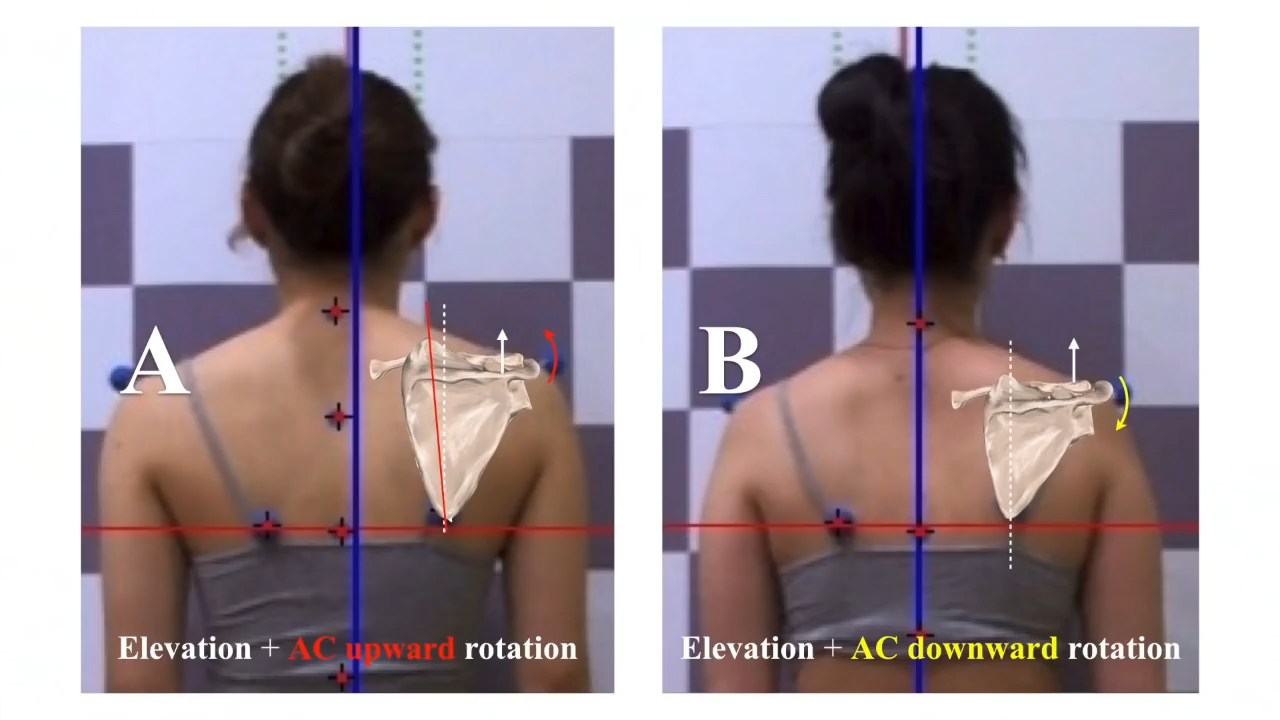 A
B
Elevation + AC upward rotation
Elevation + AC downward rotation